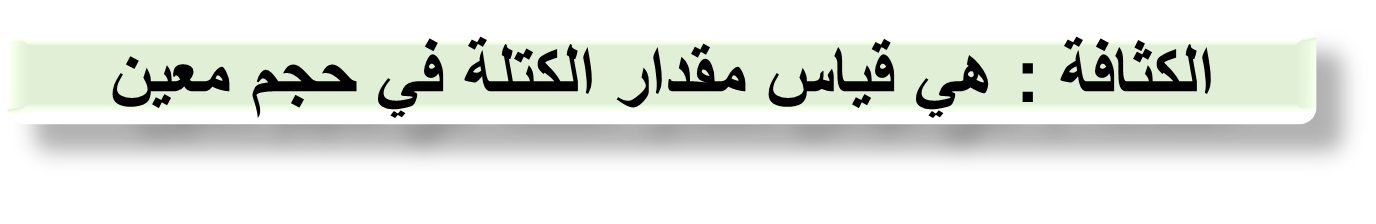 الكثافة : هي قياس مقدار الكتلة في حجم معين